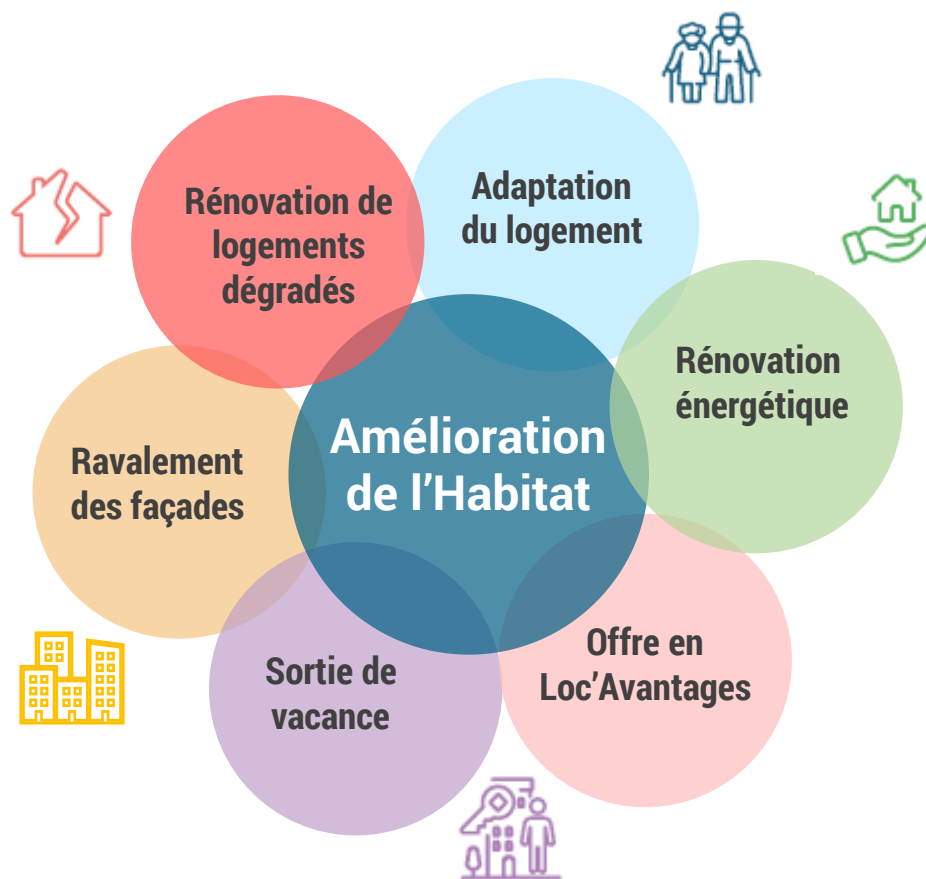 Rénovation de
logements
dégradés
Adaptation
du logement
Rénovation
énergétique
Amélioration
de l'Habitat
Ravalement
des façades
Sortie de
vacance
Offre en
Loc'Avantages